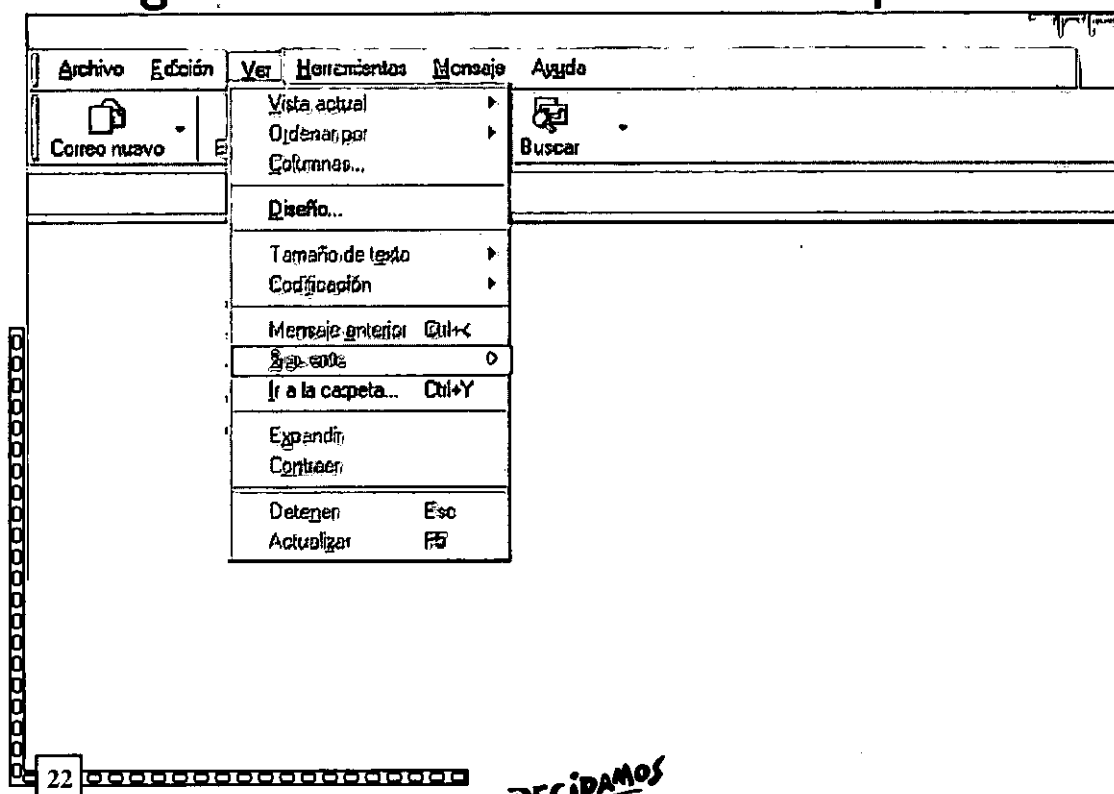 Archivo Edición Ver Herramientas Mensaje Ayuda
Correo nuevo
Buscar
Vista actual
Ordenar por
Columnas...
Diseño...
Tamaño de texto
Codificación
Mensaje anterior Ctrl+<
Ir a la carpeta... Ctrl+Y
Expandir
Contraer
Detener Esc
Actualizar F5
22
DECIDAMOS